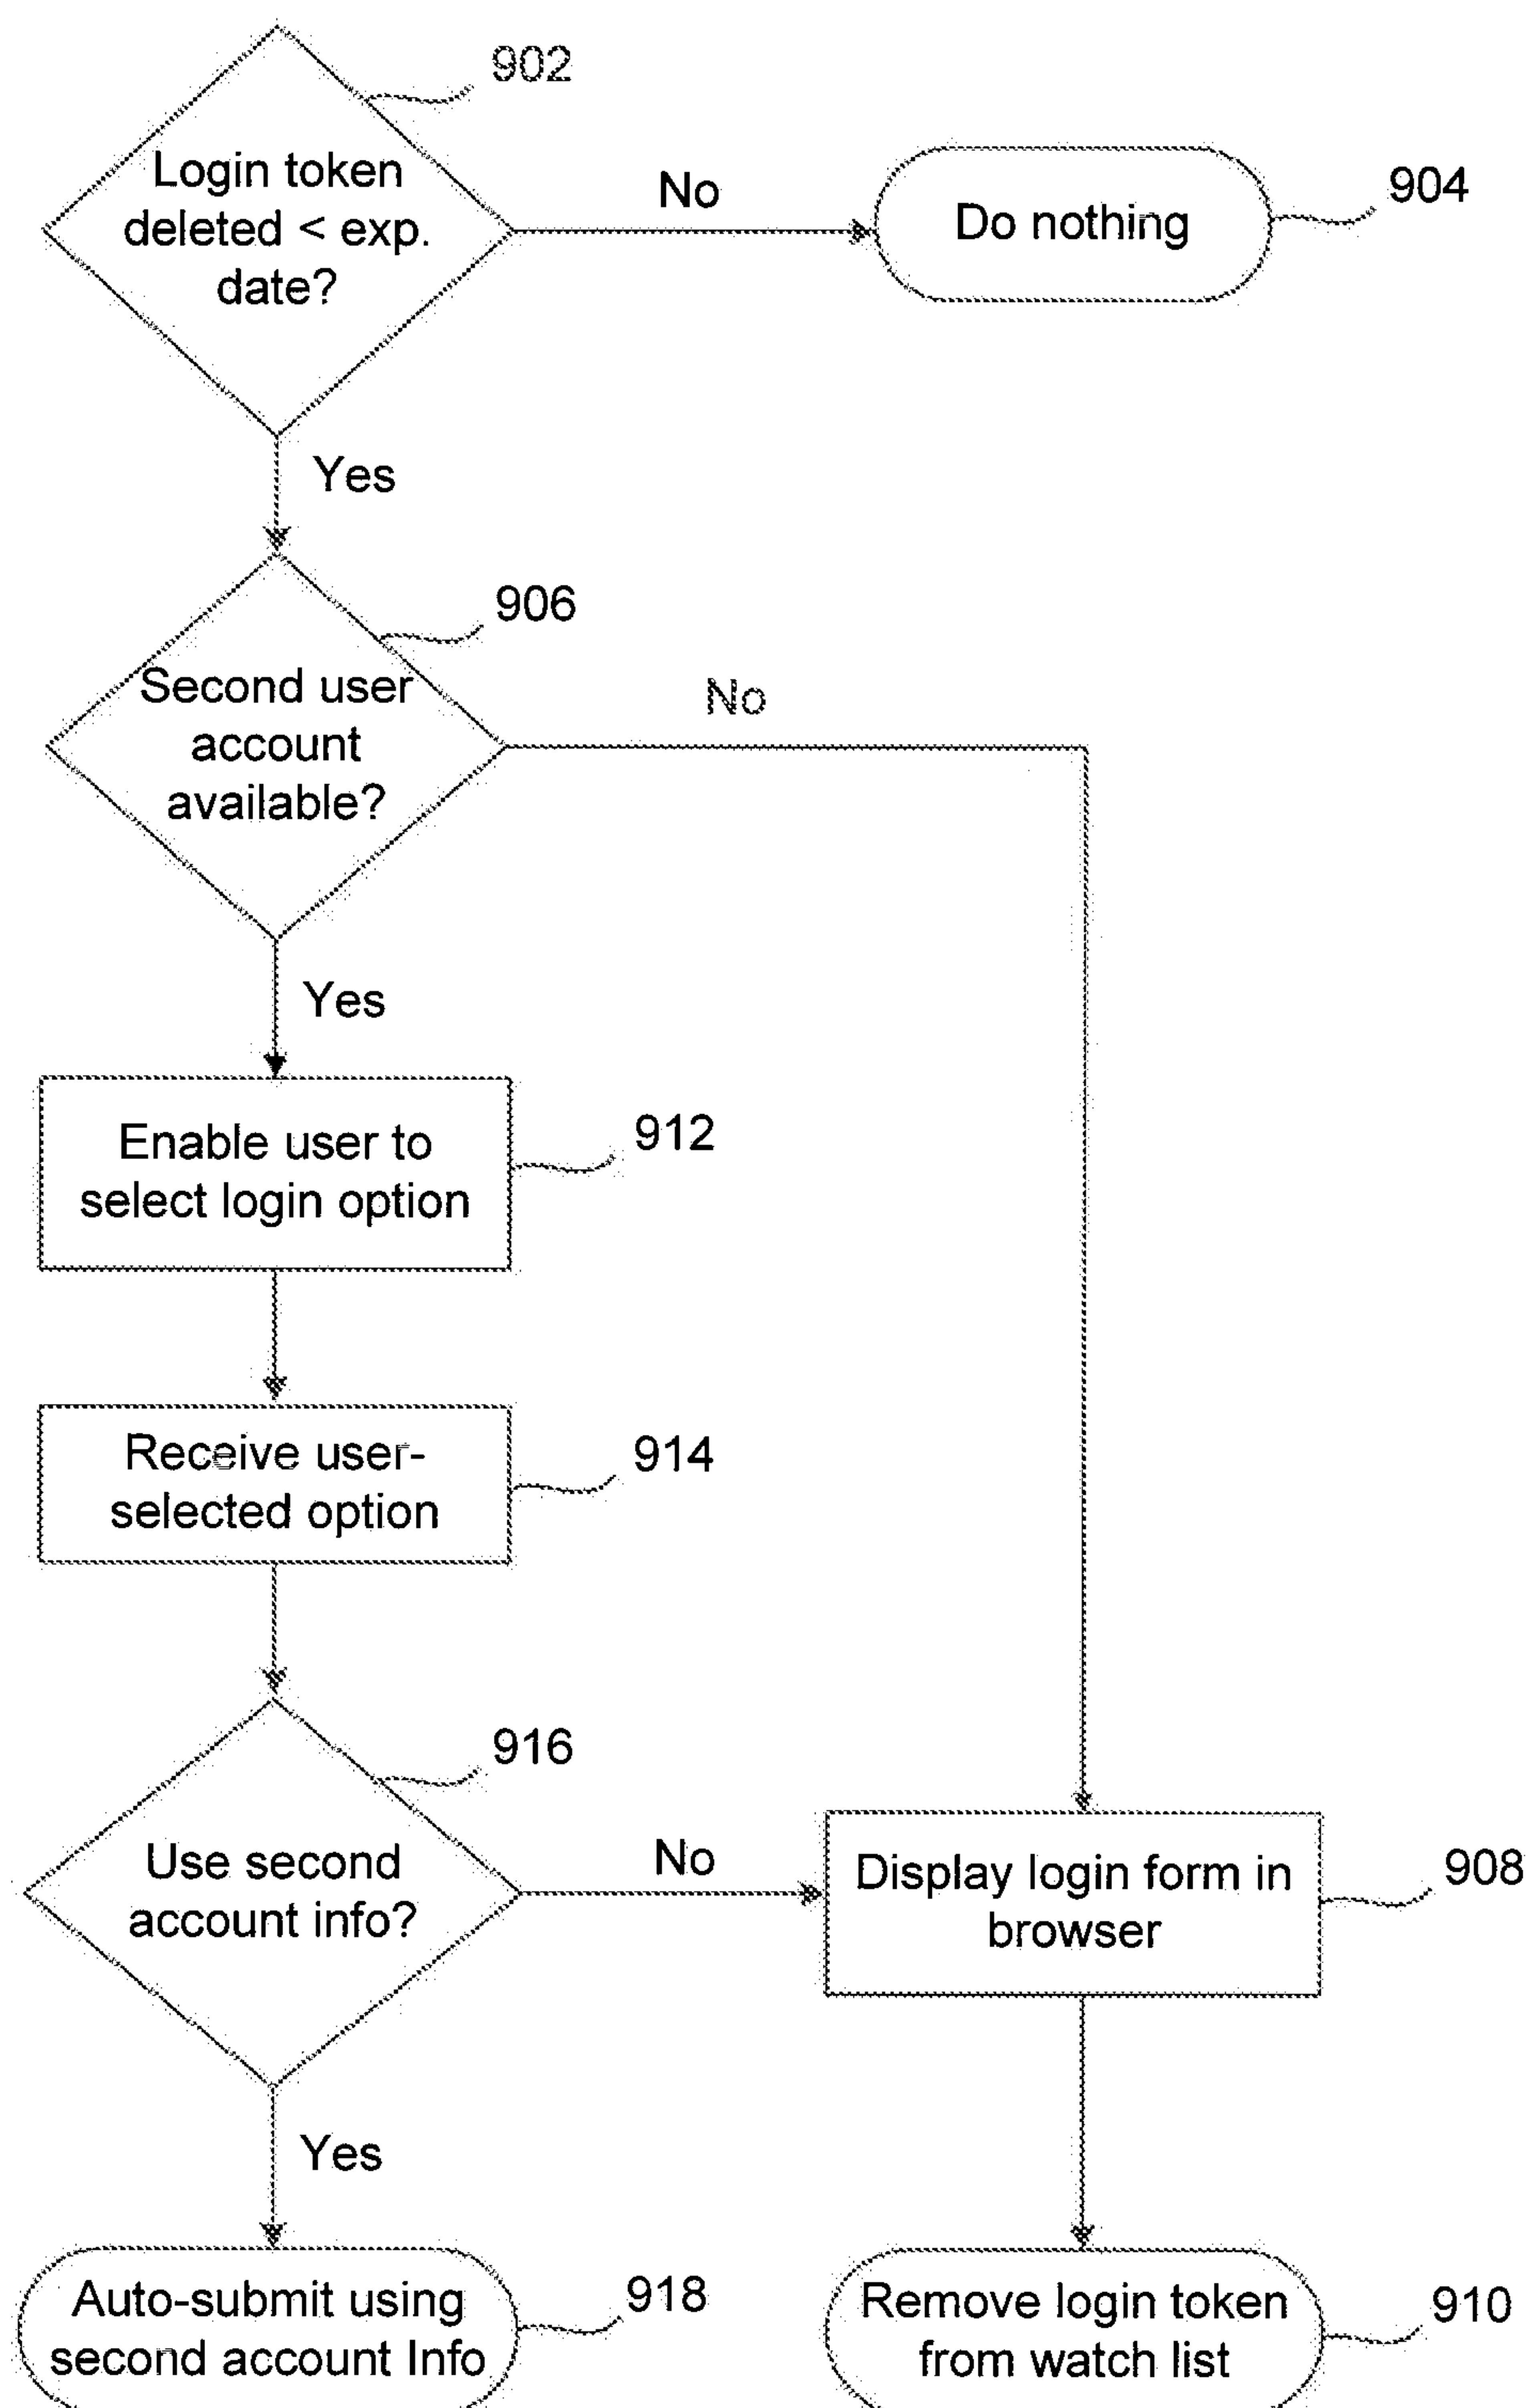 902
Login token
deleted < exp.
date?
No
Do nothing
904
Yes
906
Second user
account
available?
No
Yes
Enable user to
select login option
912
Receive user-
selected option
914
916
Use second
account info?
No
Display login form in
browser
908
Yes
Auto-submit using
second account Info
918
Remove login token
from watch list
910